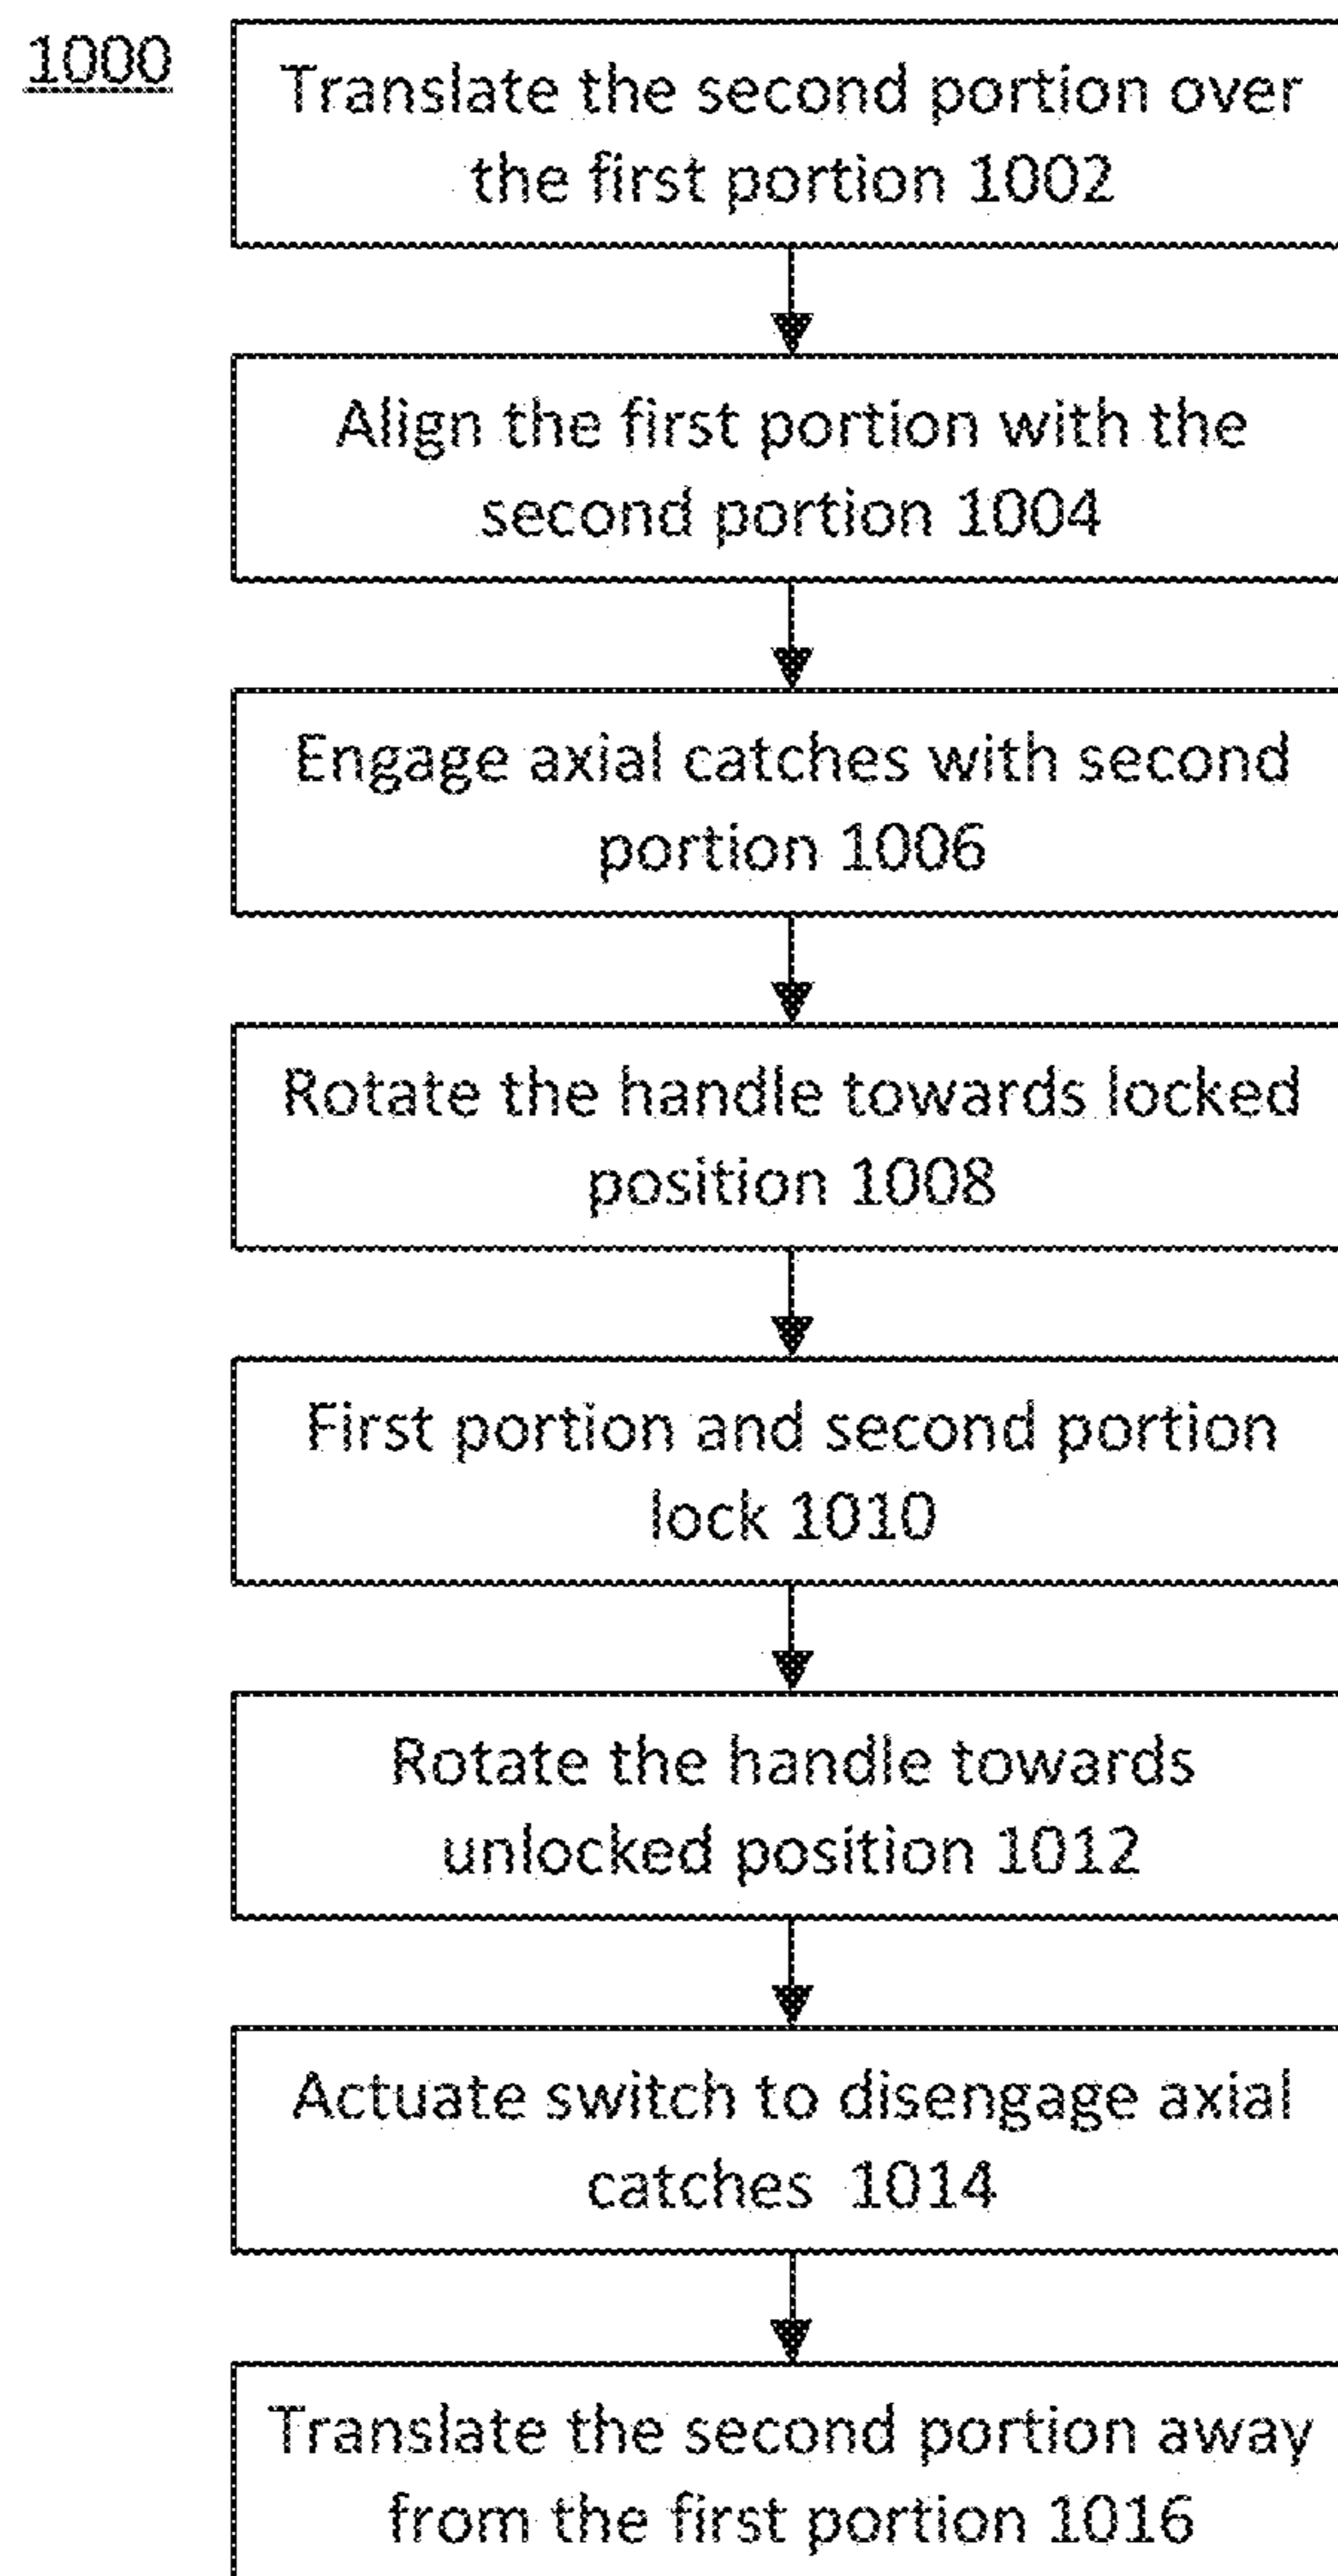 1000
Translate the second portion over
the first portion 1002
Align the first portion with the
second portion 1004
Engage axial catches with second
portion 1006
Rotate the handle towards locked
position 1008
First portion and second portion
lock 1010
Rotate the handle towards
unlocked position 1012
Actuate switch to disengage axial
catches 1014
Translate the second portion away
from the first portion 1016